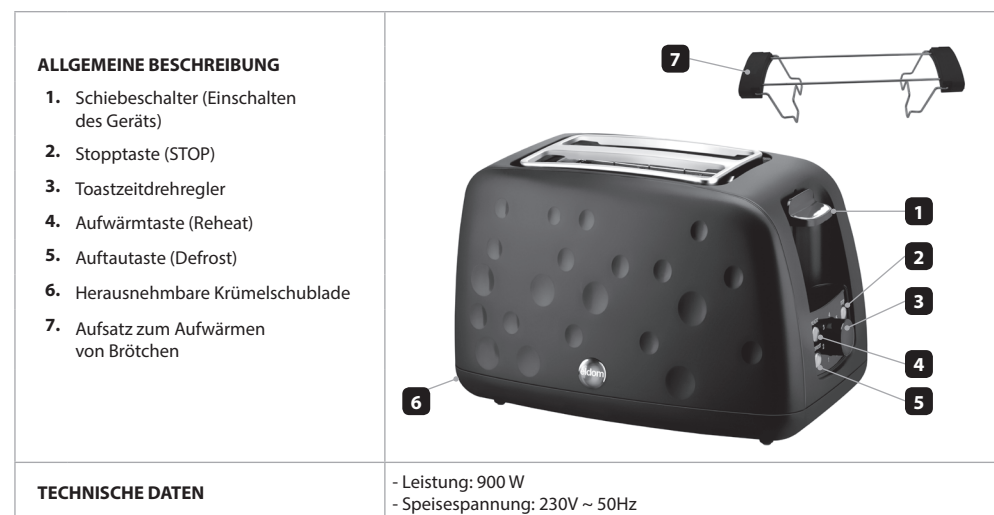 ALLGEMEINE BESCHREIBUNG
1. Schiebeschalter (Einschalten
des Geräts)
2. Stopptaste (STOP)
3. Toastzeitdrehregler
4. Aufwärmtaste (Reheat)
5. Auftautaste (Defrost)
6. Herausnehmbare Krümelschublade
7. Aufsatz zum Aufwärmen
von Brötchen
7
1
2
3
4
5
6
eldom
TECHNISCHE DATEN
- Leistung: 900 W
- Speisespannung: 230V ~ 50Hz